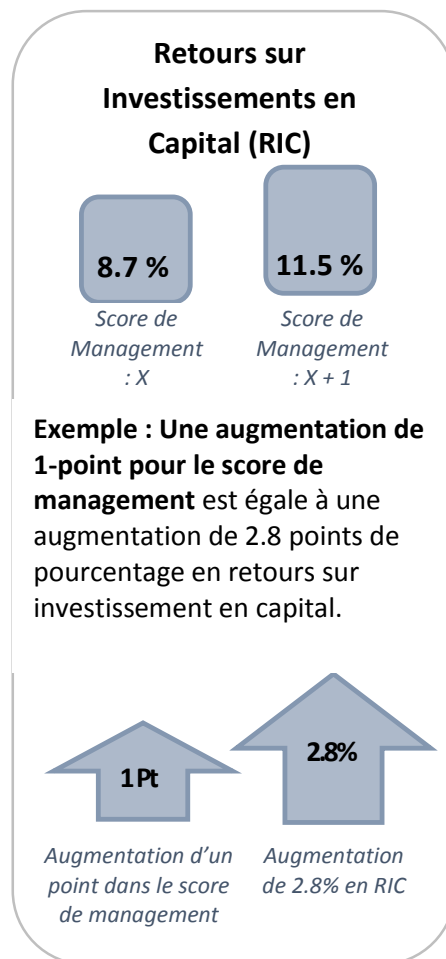 Retours sur
Investissements en
Capital (RIC)
8.7 %
11.5 %
Score de
Management
: X
Score de
Management
: X + 1
Exemple : Une augmentation de
1-point pour le score de
management est égale à une
augmentation de 2.8 points de
pourcentage en retours sur
investissement en capital.
1 Pt
2.8%
Augmentation d’un
point dans le score
de management
Augmentation
de 2.8% en RIC